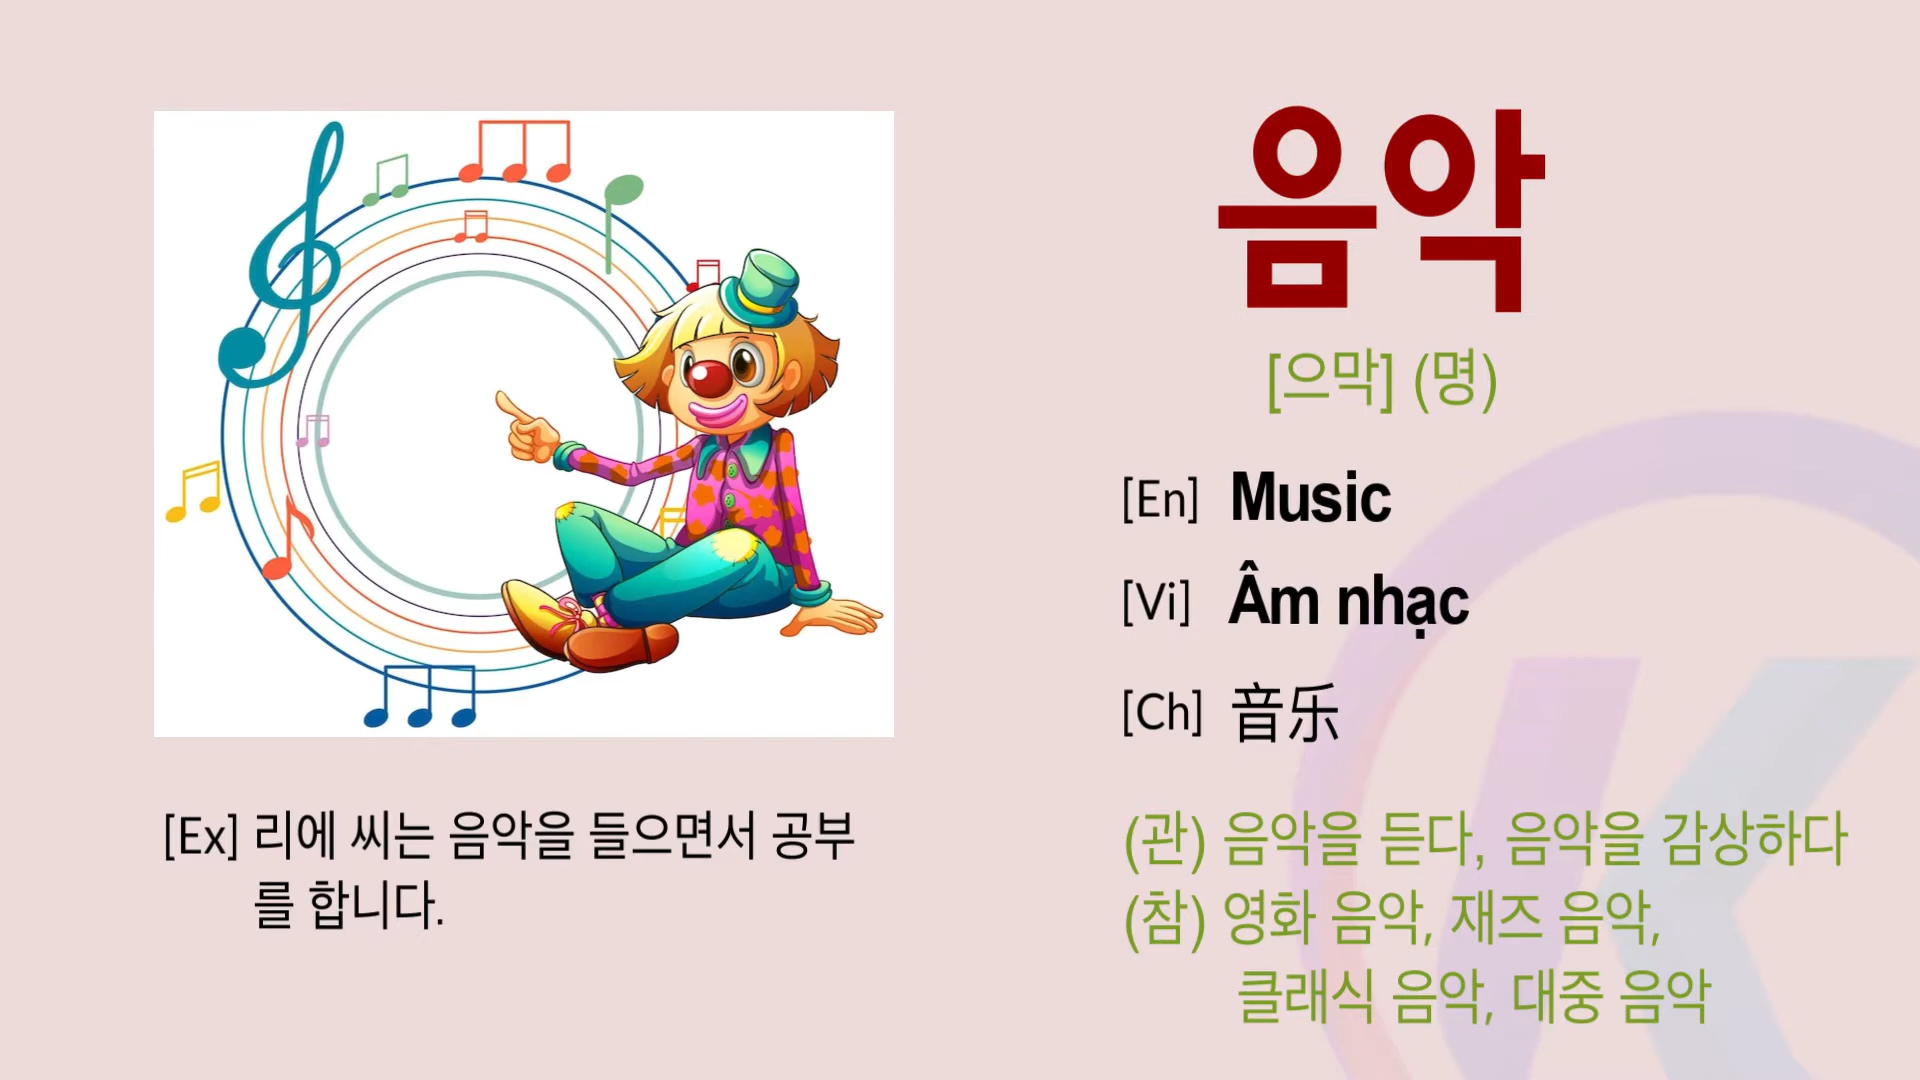 음악
[으막] (명)
[En] Music
[Vi] Âm nhạc
[Ch] 音乐
[Ex] 리에 씨는 음악을 들으면서 공부
를 합니다.
(관) 음악을 듣다, 음악을 감상하다
(참) 영화 음악, 재즈 음악,
클래식 음악, 대중 음악
K